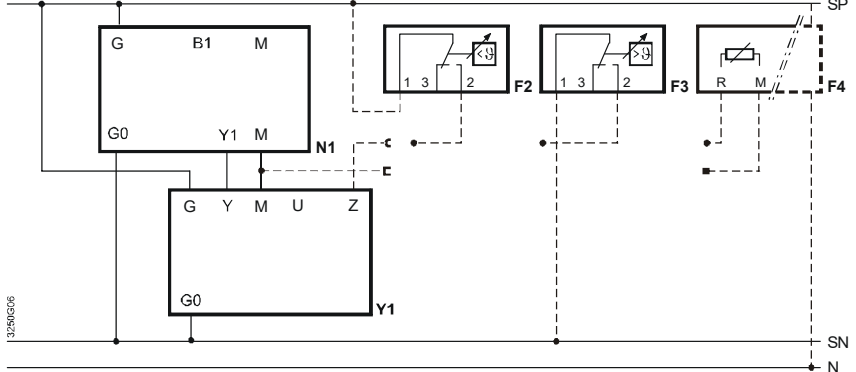 SP
G B1 M
G0 Y1 M
N1
1 3 2
<ϑ
F2
1 3 2
>ϑ
F3
R M
F4
G Y M U Z
G0
Y1
3250G06
SN
N